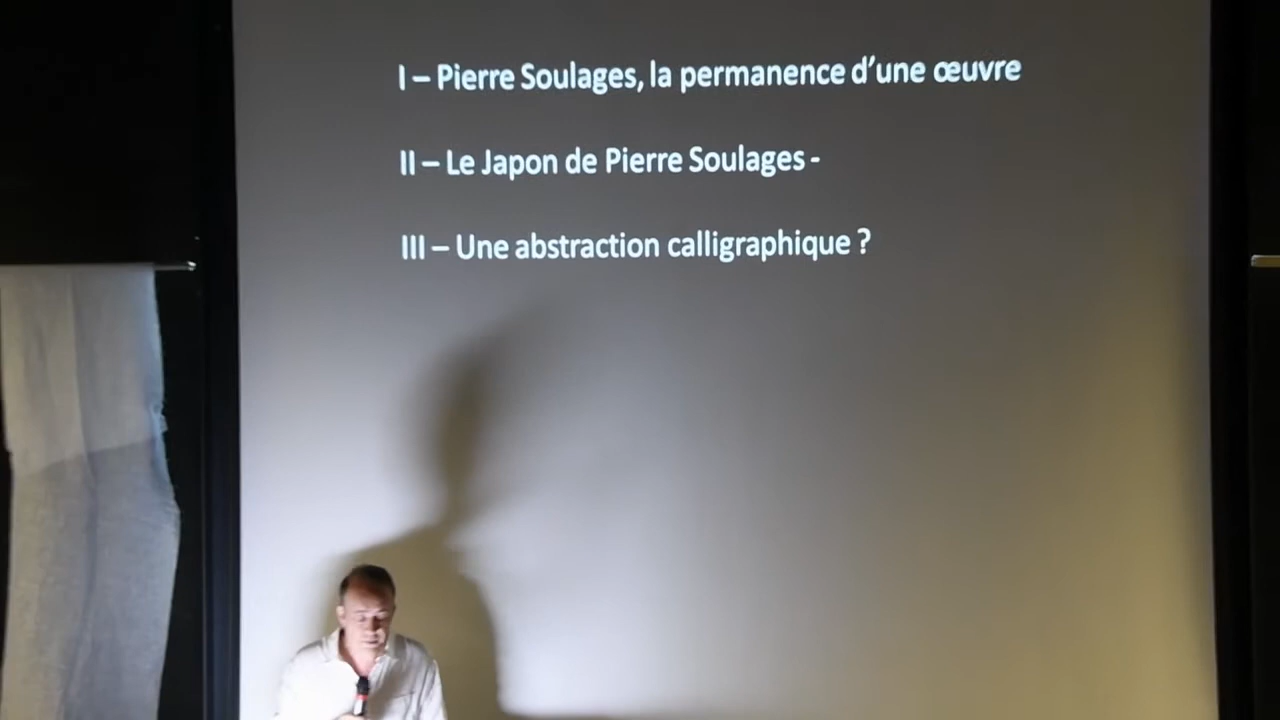 I – Pierre Soulages, la permanence d’une œuvre
II – Le Japon de Pierre Soulages -
III – Une abstraction calligraphique ?